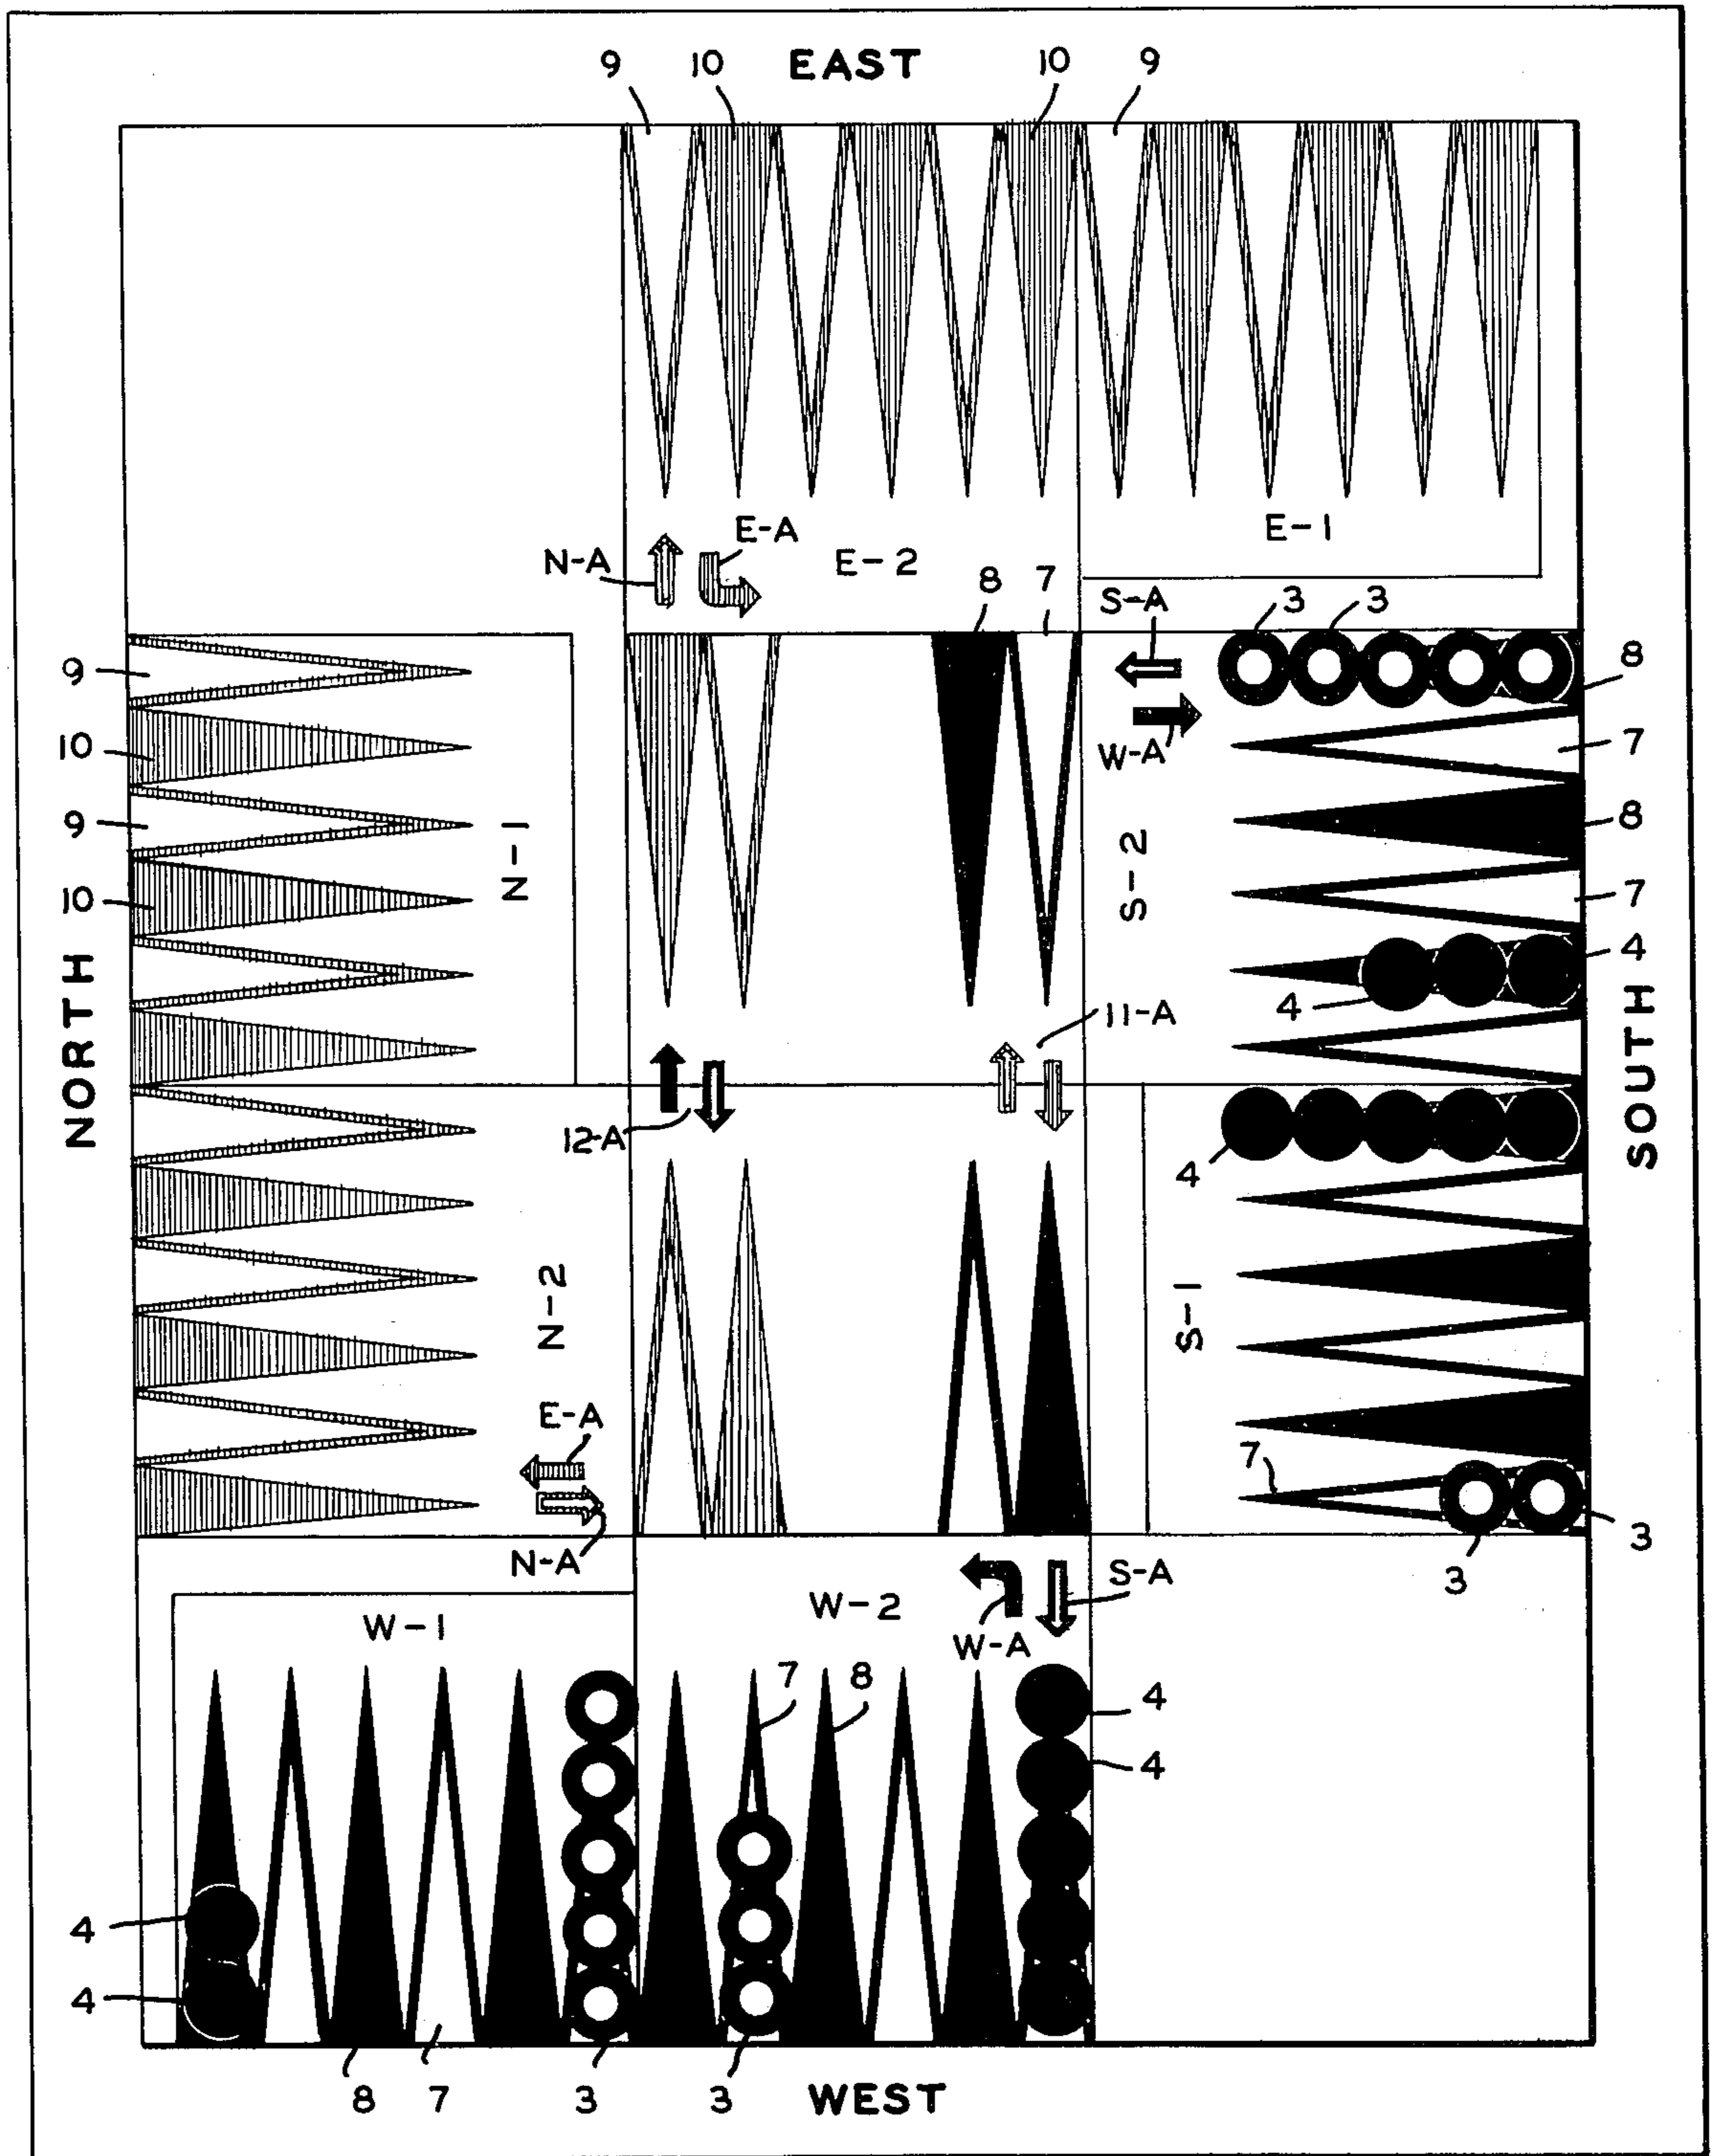 EAST
9 10 10 9
E-A E-1
N-A E-2
8 7 S-A 3 3
9 8
10 W-A 7
9 N-1 S-2 8
10 7
4
NORTH 4 11-A SOUTH
12-A 4
N-2 S-1
E-A 7
N-A S-A 3 3
W-1 W-2 W-A
7 8 4
4
4
4
8 7 3 3 WEST